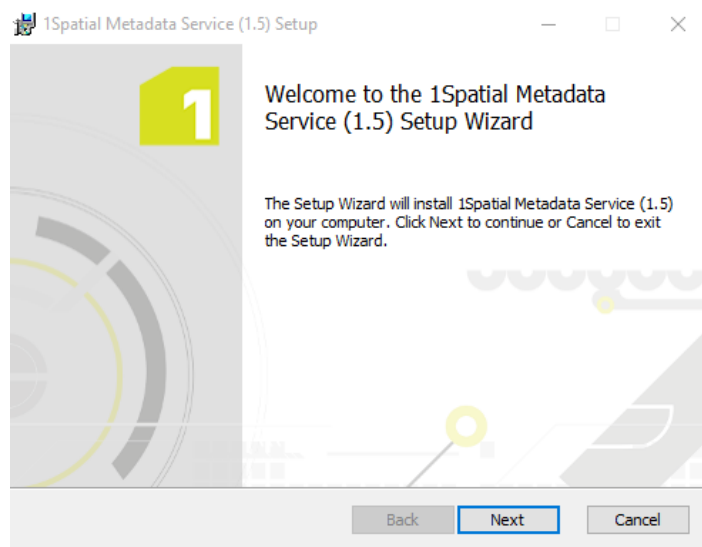 1Spatial Metadata Service (1.5) Setup
1
Welcome to the 1Spatial Metadata
Service (1.5) Setup Wizard
The Setup Wizard will install 1Spatial Metadata Service (1.5)
on your computer. Click Next to continue or Cancel to exit
the Setup Wizard.
Back
Next
Cancel